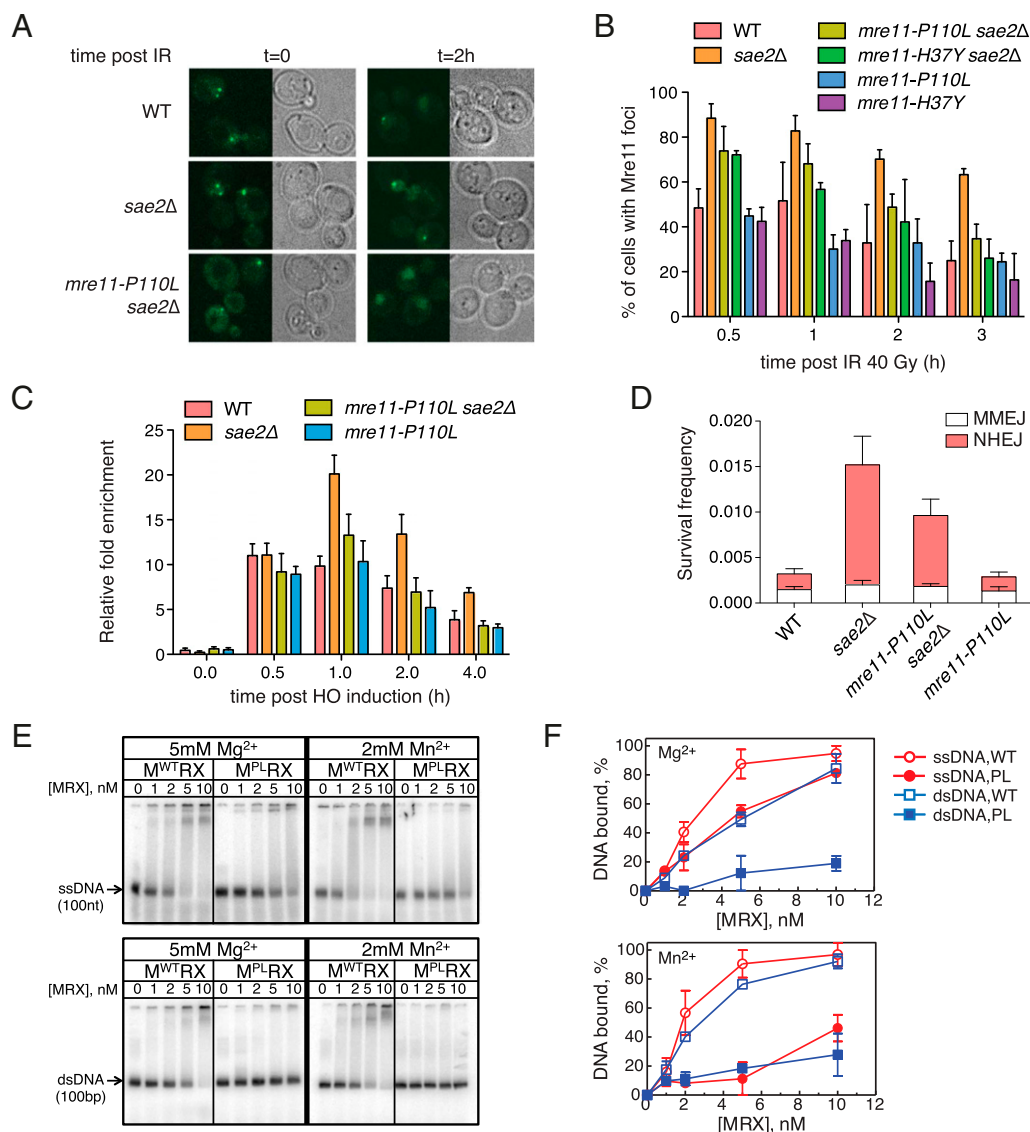 A
time post IR
t=0
t=2h
WT
sae2Δ
mre11-P110L
sae2Δ
B
WT
sae2Δ
mre11-P110L sae2Δ
mre11-H37Y sae2Δ
mre11-P110L
mre11-H37Y
% of cells with Mre11 foci
100
80
60
40
20
0
0.5 1 2 3
time post IR 40 Gy (h)
C
WT
sae2Δ
mre11-P110L sae2Δ
mre11-P110L
Relative fold enrichment
25
20
15
10
5
0
0.0 0.5 1.0 2.0 4.0
time post HO induction (h)
D
MMEJ
NHEJ
Survival frequency
0.020
0.015
0.010
0.005
0.000
WT
sae2Δ
mre11-P110L
sae2Δ
mre11-P110L
E
5mM Mg²⁺ 2mM Mn²⁺
MᵂᵀRX MᴾᴸRX MᵂᵀRX MᴾᴸRX
[MRX], nM 0 1 2 5 10 0 1 2 5 10 0 1 2 5 10 0 1 2 5 10
ssDNA
(100nt)
5mM Mg²⁺ 2mM Mn²⁺
MᵂᵀRX MᴾᴸRX MᵂᵀRX MᴾᴸRX
[MRX], nM 0 1 2 5 10 0 1 2 5 10 0 1 2 5 10 0 1 2 5 10
dsDNA
(100bp)
F
Mg²⁺
DNA bound, %
100
80
60
40
20
0
0 2 4 6 8 10 12
[MRX], nM
ssDNA,WT
ssDNA,PL
dsDNA,WT
dsDNA,PL
Mn²⁺
DNA bound, %
100
80
60
40
20
0
0 2 4 6 8 10 12
[MRX], nM